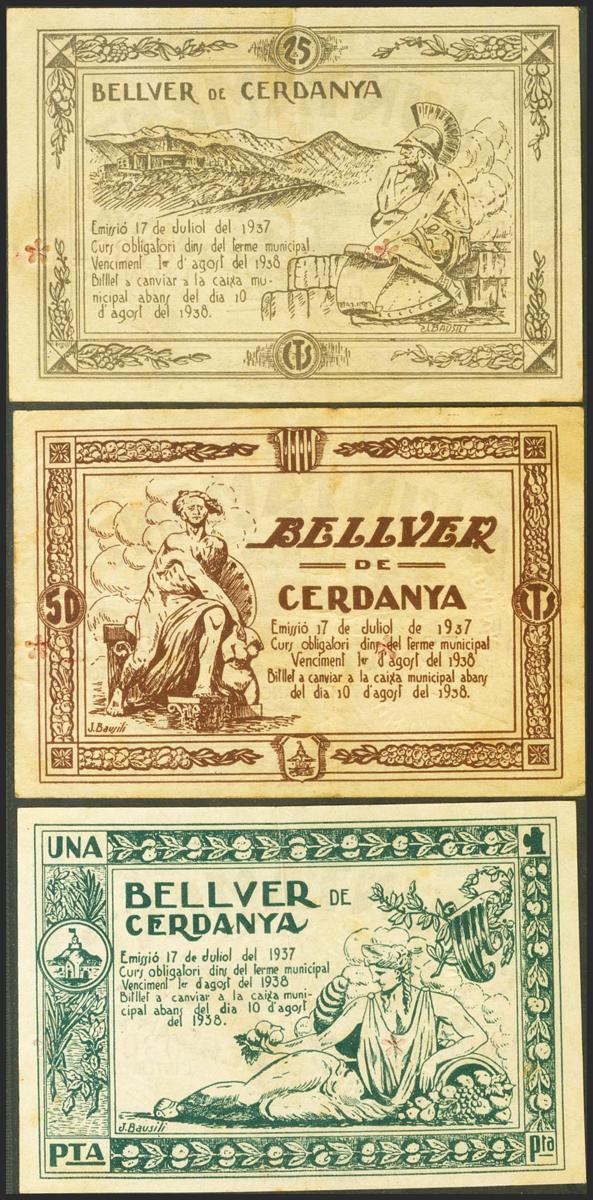 25
BELLVER DE CERDANYA
Emissió 17 de Juliol del 1937
Curs obligatori dins del terme municipal.
Venciment 1er d'agost del 1938
Bitllet a canviar a la caixa mu-
nicipal abans del dia 10
d'agost del 1938.
J. BAUSILI
CTS
BELLVER
DE
CERDANYA
50
CTS
Emissió 17 de Juliol de 1937
Curs obligatori dins del terme municipal
Venciment 1er d'agost del 1938
Bitllet a canviar a la caixa municipal abans
del dia 10 d'agost del 1938.
J. Bausili
UNA
1
BELLVER DE
CERDANYA
Emissió 17 de Juliol del 1937
Curs obligatori dins del terme municipal
Venciment 1er d'agost del 1938
Bitllet a canviar a la caixa muni-
cipal abans del dia 10 d'agost
del 1938.
J. Bausili
PTA
Pta